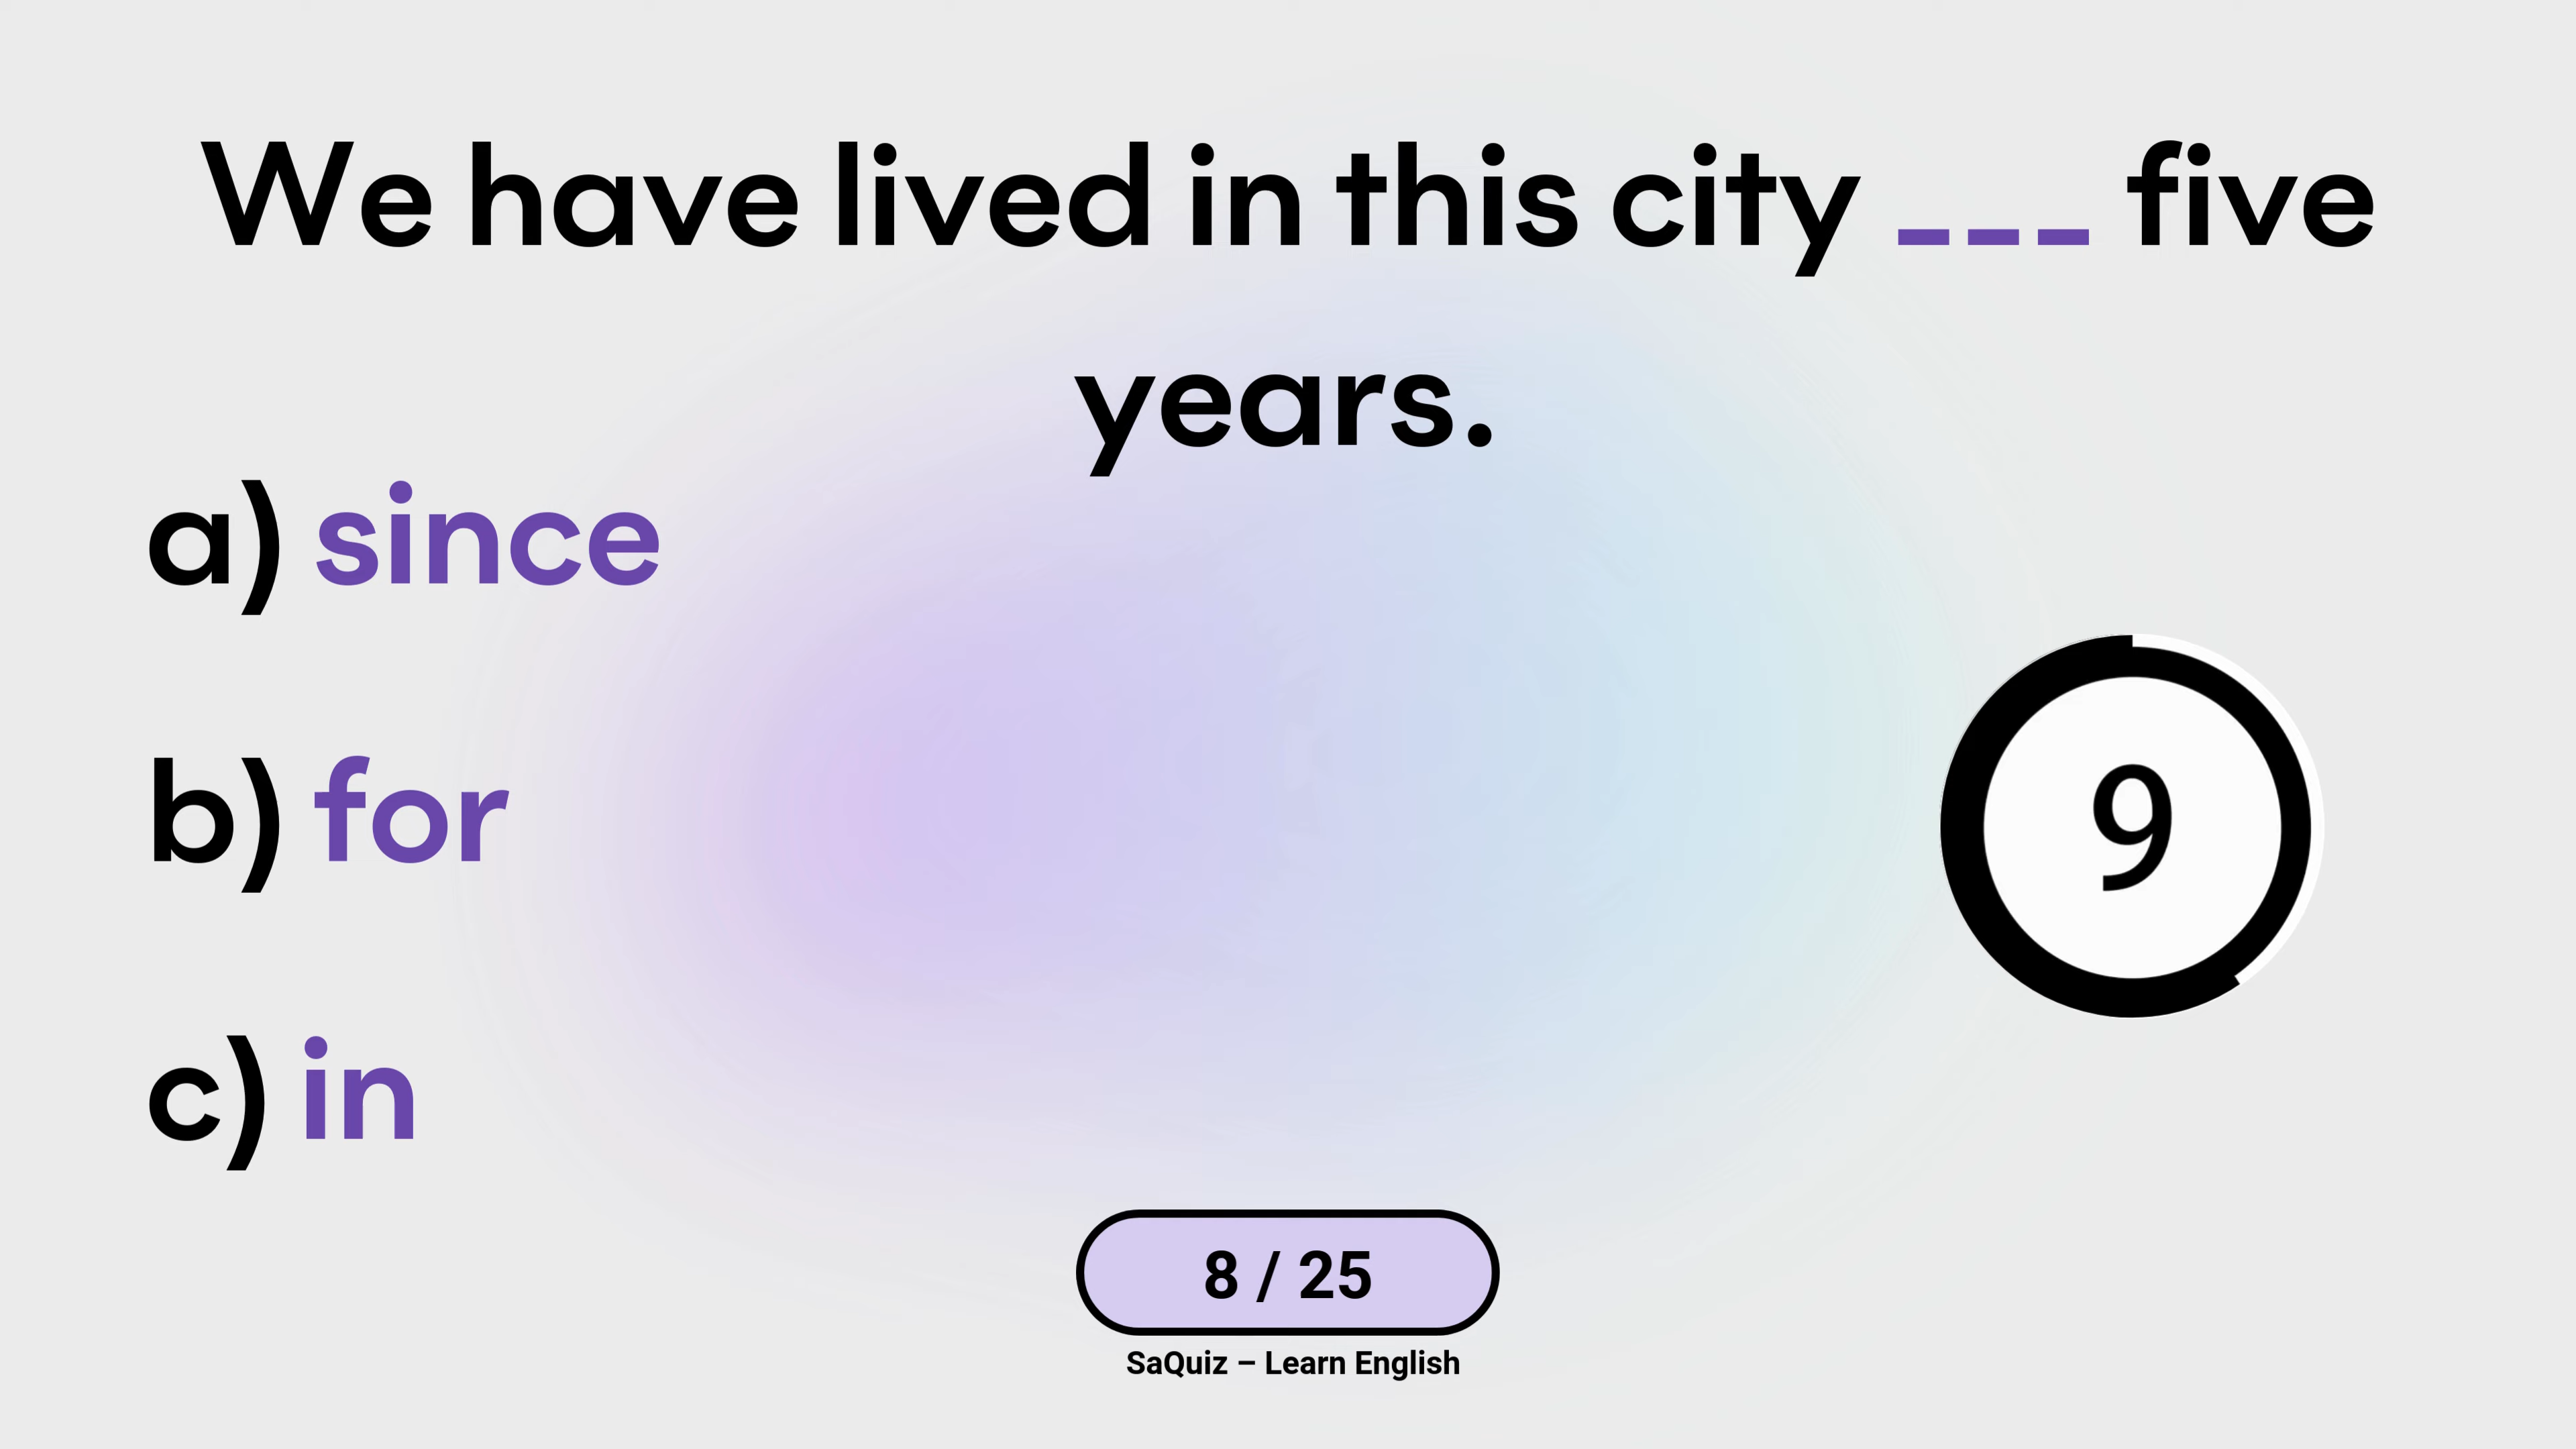 We have lived in this city ___ five
years.
a) since
b) for
c) in
9
8 / 25
SaQuiz – Learn English